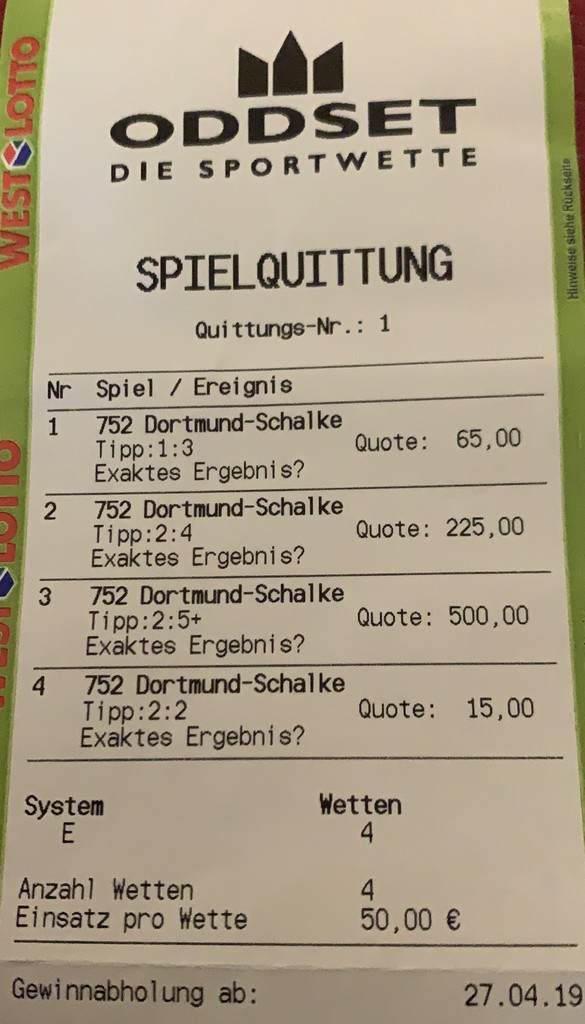 ODDSET
DIE SPORTWETTE
SPIELQUITTUNG
Quittungs-Nr.: 1
Nr Spiel / Ereignis
1 752 Dortmund-Schalke
Tipp:1:3 Quote: 65,00
Exaktes Ergebnis?
2 752 Dortmund-Schalke
Tipp:2:4 Quote: 225,00
Exaktes Ergebnis?
3 752 Dortmund-Schalke
Tipp:2:5+ Quote: 500,00
Exaktes Ergebnis?
4 752 Dortmund-Schalke
Tipp:2:2 Quote: 15,00
Exaktes Ergebnis?
System Wetten
E 4
Anzahl Wetten 4
Einsatz pro Wette 50,00 €
Gewinnabholung ab: 27.04.19
WEST LOTTO
WEST LOTTO
Hinweise siehe Rückseite